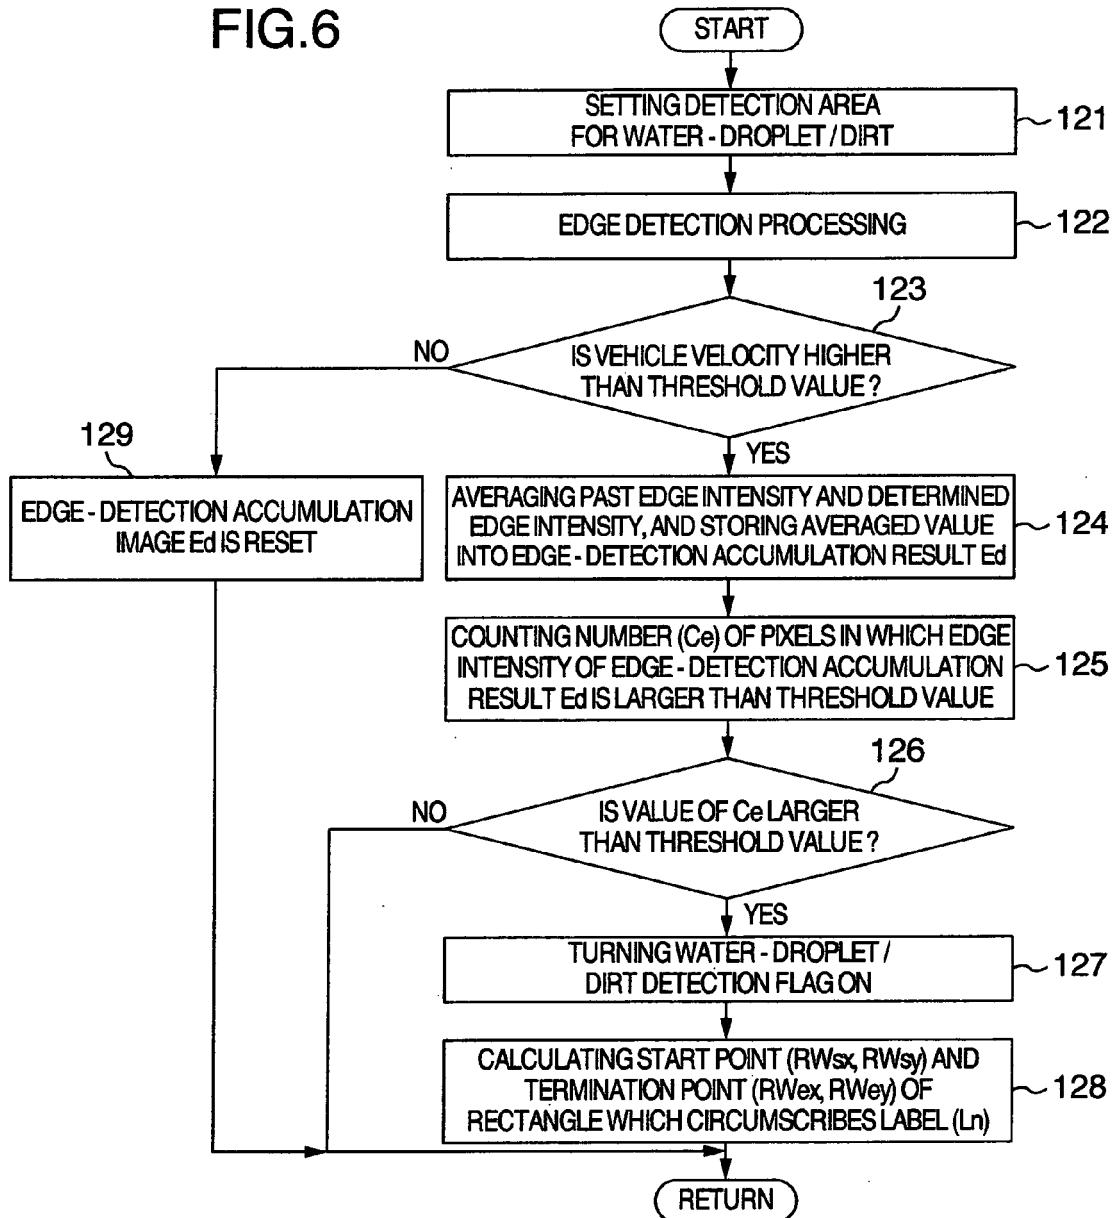 FIG.6
START
SETTING DETECTION AREA
FOR WATER - DROPLET / DIRT
121
EDGE DETECTION PROCESSING
122
123
IS VEHICLE VELOCITY HIGHER
THAN THRESHOLD VALUE ?
NO
YES
129
EDGE - DETECTION ACCUMULATION
IMAGE Ed IS RESET
AVERAGING PAST EDGE INTENSITY AND DETERMINED
EDGE INTENSITY, AND STORING AVERAGED VALUE
INTO EDGE - DETECTION ACCUMULATION RESULT Ed
124
COUNTING NUMBER (Ce) OF PIXELS IN WHICH EDGE
INTENSITY OF EDGE - DETECTION ACCUMULATION
RESULT Ed IS LARGER THAN THRESHOLD VALUE
125
126
IS VALUE OF Ce LARGER
THAN THRESHOLD VALUE ?
NO
YES
TURNING WATER - DROPLET /
DIRT DETECTION FLAG ON
127
CALCULATING START POINT (RWsx, RWsy) AND
TERMINATION POINT (RWex, RWey) OF
RECTANGLE WHICH CIRCUMSCRIBES LABEL (Ln)
128
RETURN